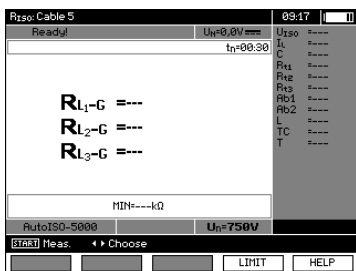 RISO: Cable 5 09:17
Ready! UN=0,0V
tn=00:30
RL1-G =---
RL2-G =---
RL3-G =---
MIN=---kΩ
AutoISO-5000 Un=750V
UISO =---
IL =---
C =---
Rt1 =---
Rt2 =---
Rt3 =---
Ab1 =---
Ab2 =---
L =---
TC =---
T =---
START Meas. Choose
LIMIT HELP